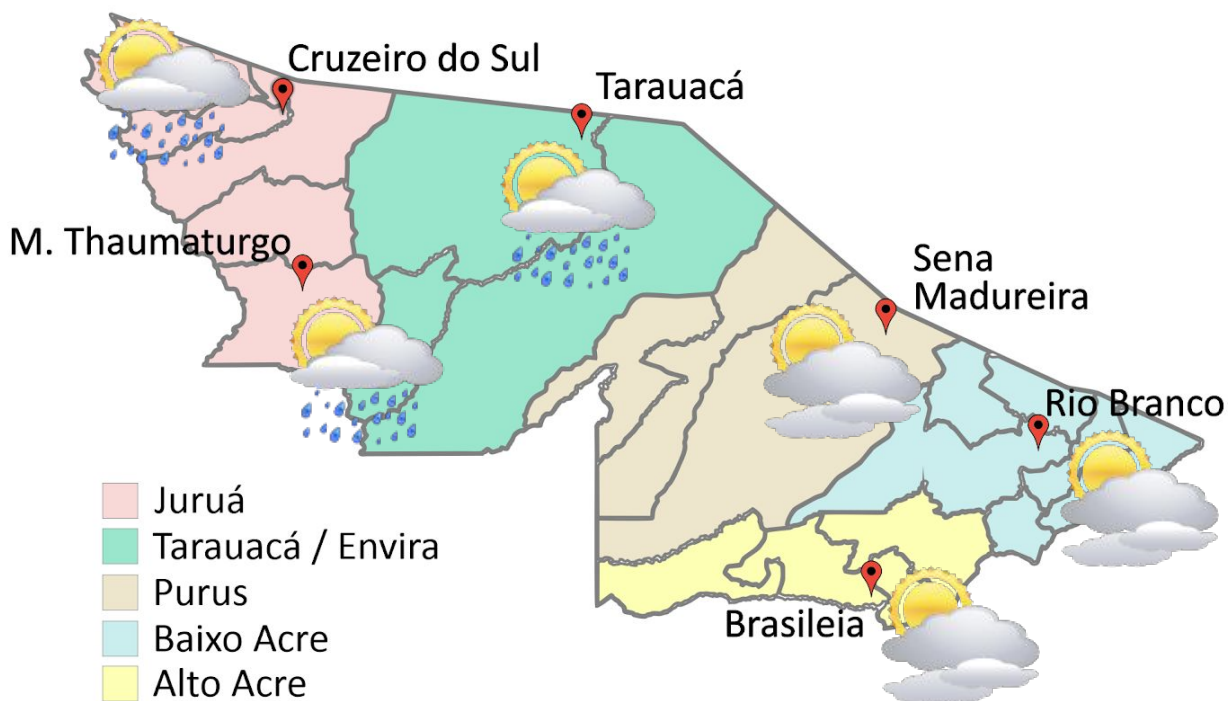 Cruzeiro do Sul
Tarauacá
M. Thaumaturgo
Sena
Madureira
Rio Branco
Brasileia
Juruá
Tarauacá / Envira
Purus
Baixo Acre
Alto Acre